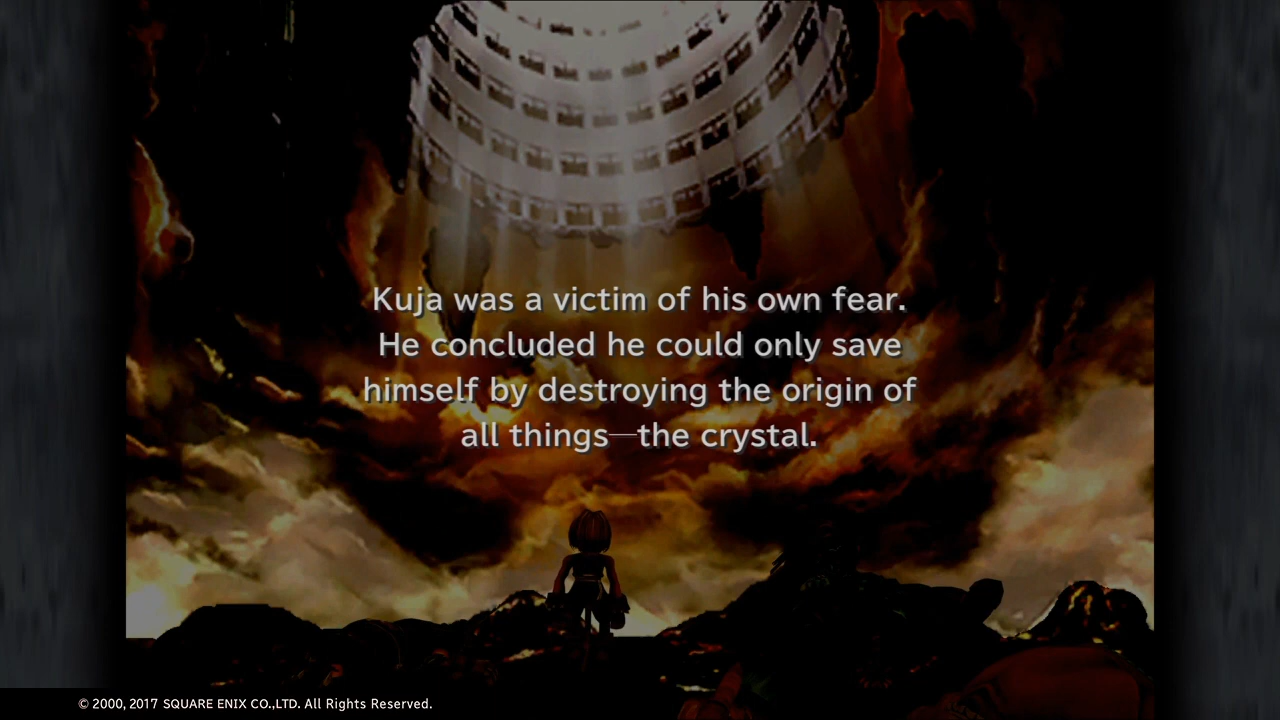 Kuja was a victim of his own fear.
He concluded he could only save
himself by destroying the origin of
all things—the crystal.
© 2000, 2017 SQUARE ENIX CO.,LTD. All Rights Reserved.